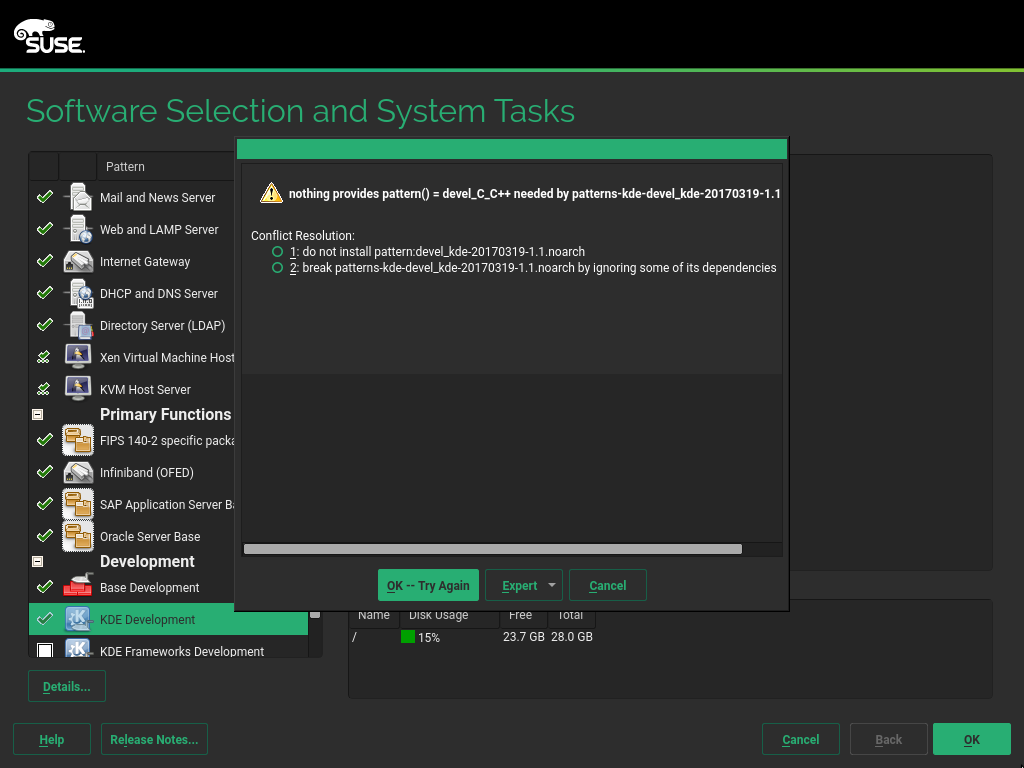 SUSE.
Software Selection and System Tasks
Pattern
Mail and News Server
Web and LAMP Server
Internet Gateway
DHCP and DNS Server
Directory Server (LDAP)
Xen Virtual Machine Host
KVM Host Server
Primary Functions
FIPS 140-2 specific packa
Infiniband (OFED)
SAP Application Server Ba
Oracle Server Base
Development
Base Development
KDE Development
KDE Frameworks Development
nothing provides pattern() = devel_C_C++ needed by patterns-kde-devel_kde-20170319-1.1
Conflict Resolution:
1: do not install pattern:devel_kde-20170319-1.1.noarch
2: break patterns-kde-devel_kde-20170319-1.1.noarch by ignoring some of its dependencies
OK -- Try Again Expert Cancel
Name Disk Usage Free Total
/ 15% 23.7 GB 28.0 GB
Details...
Help Release Notes... Cancel Back OK